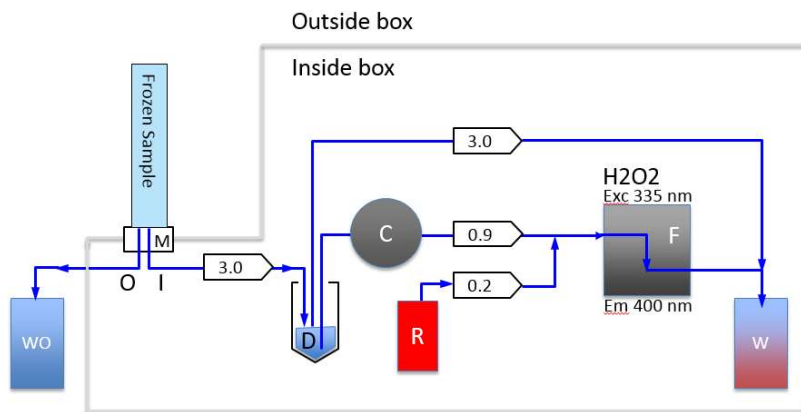 Outside box
Inside box
Frozen Sample
3.0
H2O2
Exc 335 nm
M
C
0.9
F
O
I
3.0
0.2
WO
D
R
Em 400 nm
W